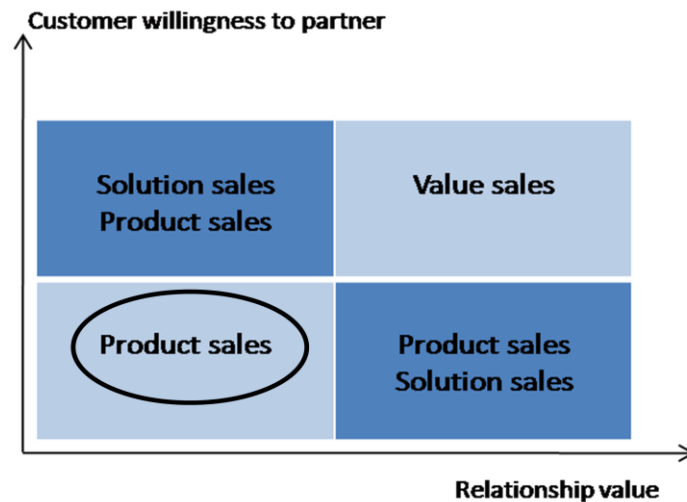 Customer willingness to partner
Solution sales
Product sales
Value sales
Product sales
Product sales
Solution sales
Relationship value